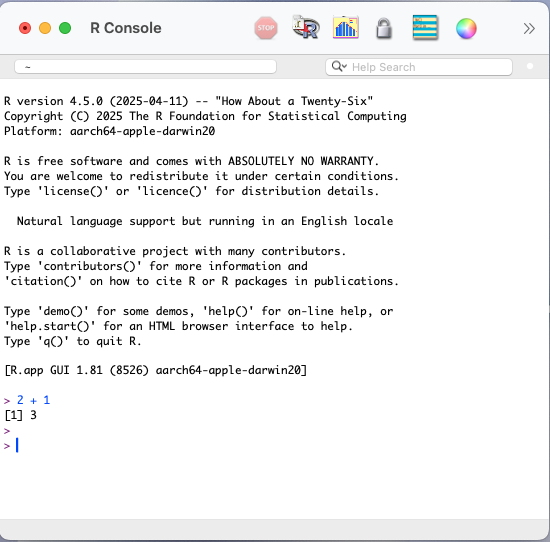 R Console
STOP
~
Help Search
R version 4.5.0 (2025-04-11) -- "How About a Twenty-Six"
Copyright (C) 2025 The R Foundation for Statistical Computing
Platform: aarch64-apple-darwin20
R is free software and comes with ABSOLUTELY NO WARRANTY.
You are welcome to redistribute it under certain conditions.
Type 'license()' or 'licence()' for distribution details.
Natural language support but running in an English locale
R is a collaborative project with many contributors.
Type 'contributors()' for more information and
'citation()' on how to cite R or R packages in publications.
Type 'demo()' for some demos, 'help()' for on-line help, or
'help.start()' for an HTML browser interface to help.
Type 'q()' to quit R.
[R.app GUI 1.81 (8526) aarch64-apple-darwin20]
> 2 + 1
[1] 3
>
>